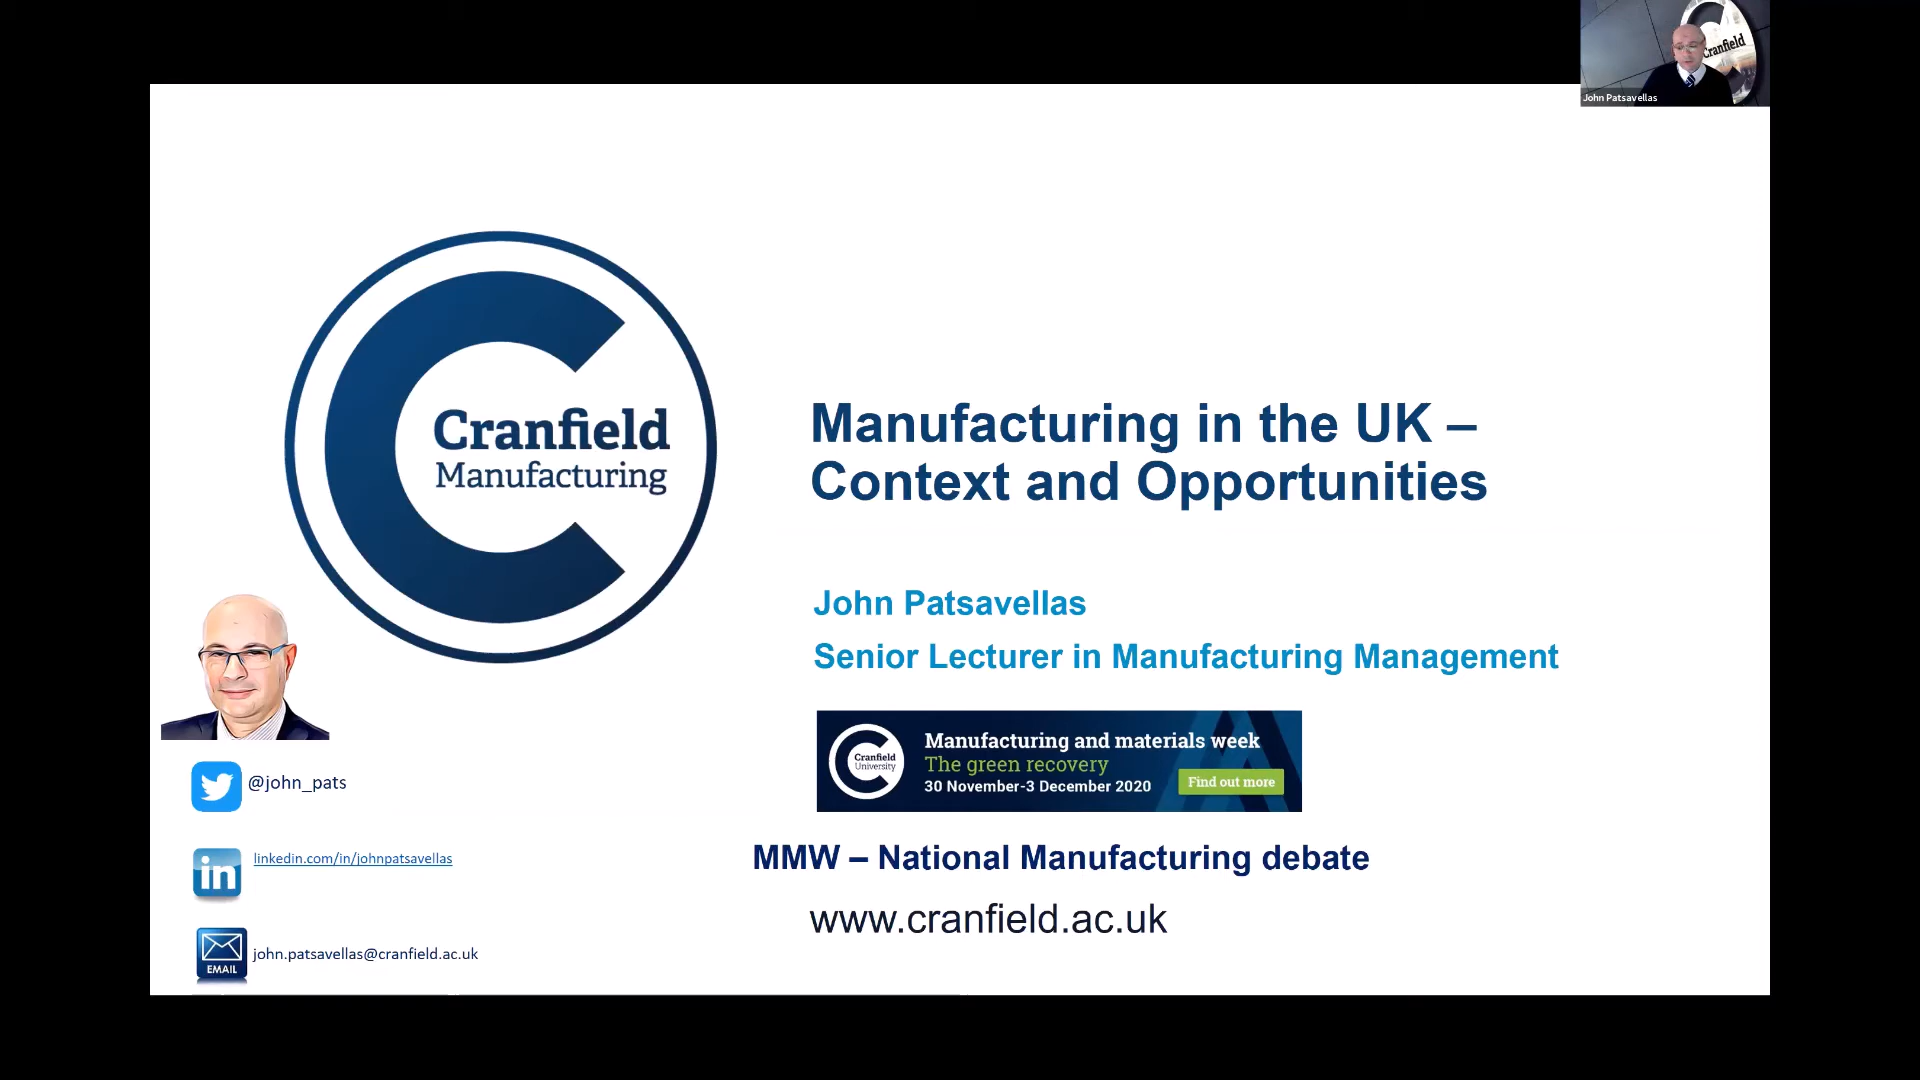 Cranfield
John Patsavellas
Cranfield
Manufacturing
Manufacturing in the UK –
Context and Opportunities
John Patsavellas
Senior Lecturer in Manufacturing Management
Cranfield
University
Manufacturing and materials week
The green recovery
30 November-3 December 2020
Find out more
@john_pats
in
linkedin.com/in/johnpatsavellas
EMAIL
john.patsavellas@cranfield.ac.uk
MMW – National Manufacturing debate
www.cranfield.ac.uk